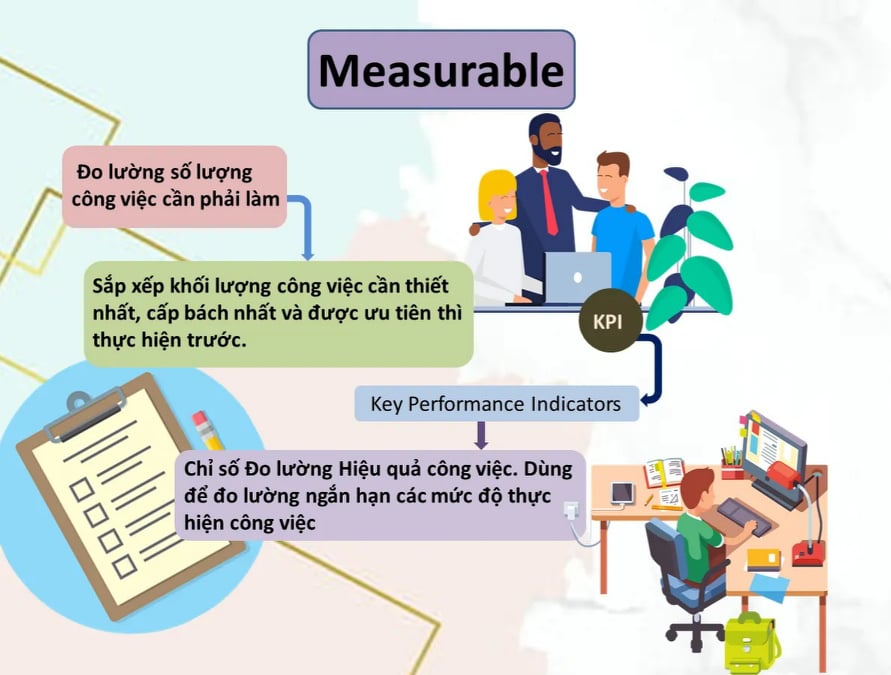 Measurable
Đo lường số lượng
công việc cần phải làm
Sắp xếp khối lượng công việc cần thiết
nhất, cấp bách nhất và được ưu tiên thì
thực hiện trước.
KPI
Key Performance Indicators
Chỉ số Đo lường Hiệu quả công việc. Dùng
để đo lường ngắn hạn các mức độ thực
hiện công việc